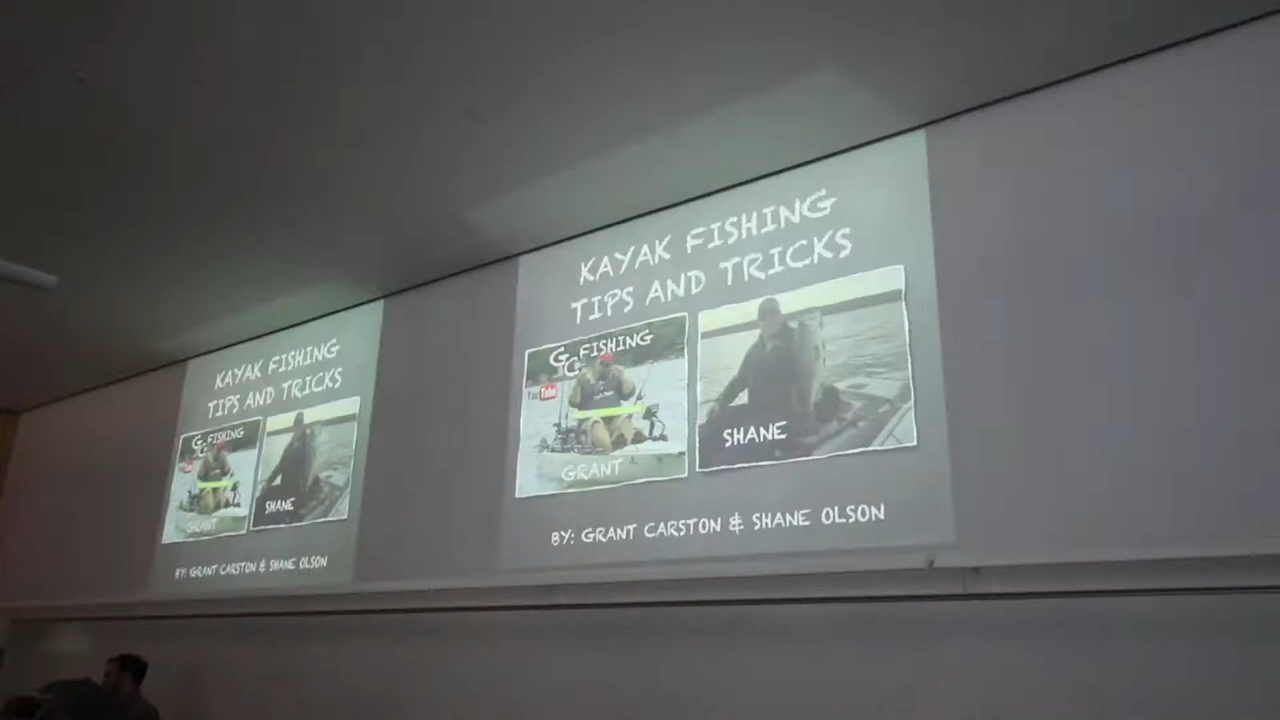 KAYAK FISHING
TIPS AND TRICKS
GC FISHING
GRANT
SHANE
BY: GRANT CARSTON & SHANE OLSON
KAYAK FISHING
TIPS AND TRICKS
GC FISHING
YouTube
GRANT
SHANE
BY: GRANT CARSTON & SHANE OLSON